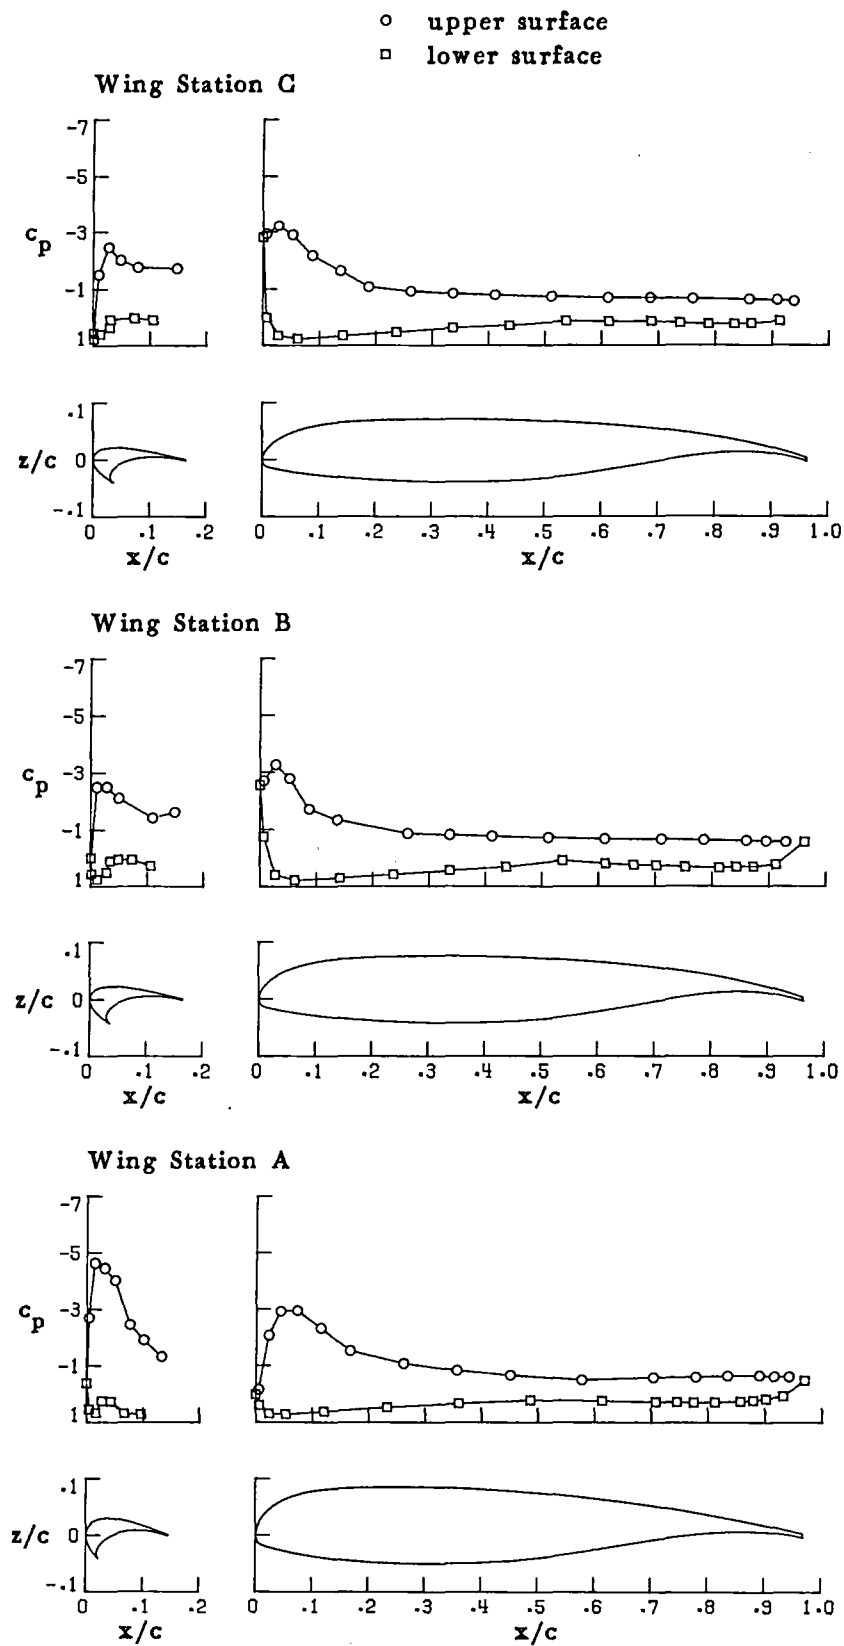 upper surface
lower surface
Wing Station C
-7
-5
-3
-1
1
c_p
.1
0
-.1
z/c
0 .1 .2
x/c
0 .1 .2 .3 .4 .5 .6 .7 .8 .9 1.0
x/c
Wing Station B
-7
-5
-3
-1
1
c_p
.1
0
-.1
z/c
0 .1 .2
x/c
0 .1 .2 .3 .4 .5 .6 .7 .8 .9 1.0
x/c
Wing Station A
-7
-5
-3
-1
1
c_p
.1
0
-.1
z/c
0 .1 .2
x/c
0 .1 .2 .3 .4 .5 .6 .7 .8 .9 1.0
x/c